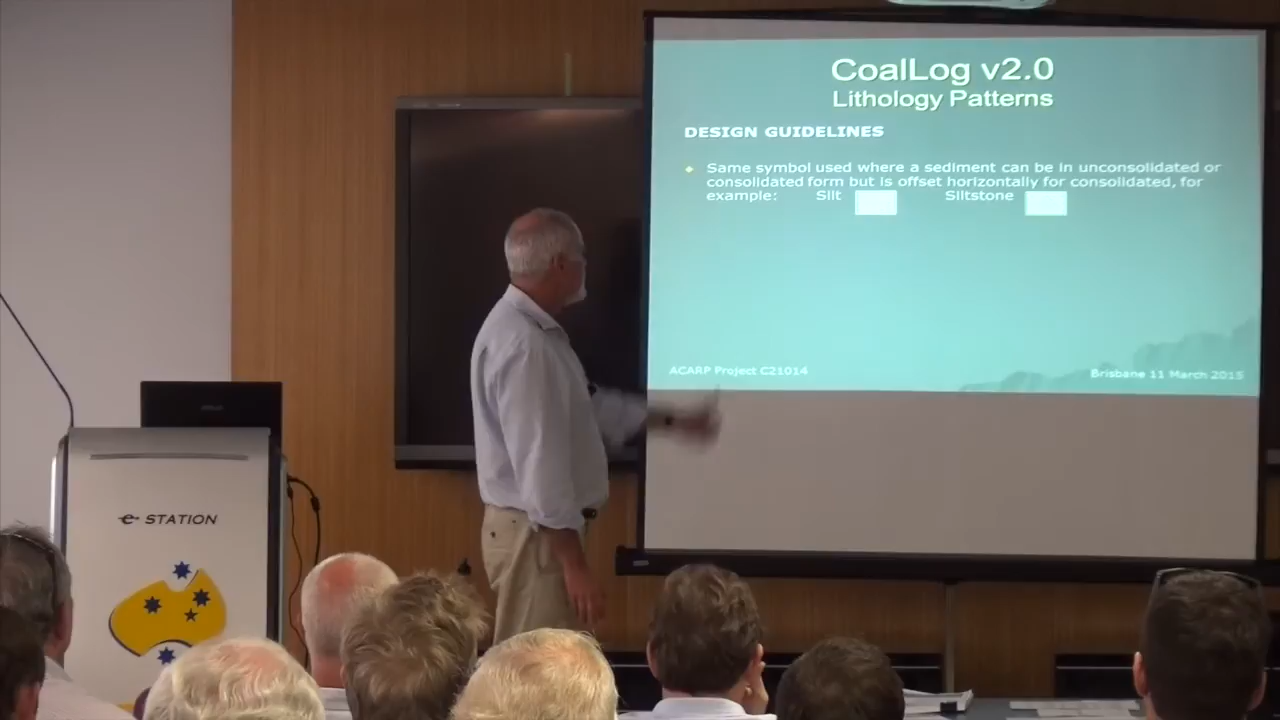 CoalLog v2.0
Lithology Patterns
DESIGN GUIDELINES
Same symbol used where a sediment can be in unconsolidated or
consolidated form but is offset horizontally for consolidated, for
example: Silt Siltstone
ACARP Project C21014
Brisbane 11 March 2015
e-STATION